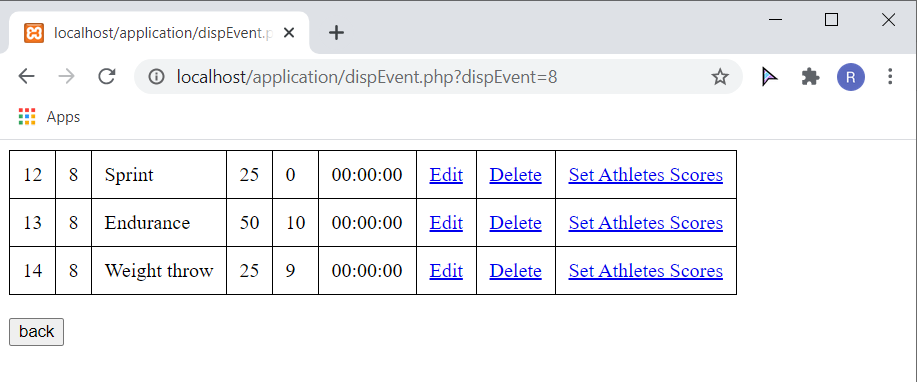 localhost/application/dispEvent.p
localhost/application/dispEvent.php?dispEvent=8
R
Apps
12 8 Sprint 25 0 00:00:00 Edit Delete Set Athletes Scores
13 8 Endurance 50 10 00:00:00 Edit Delete Set Athletes Scores
14 8 Weight throw 25 9 00:00:00 Edit Delete Set Athletes Scores
back